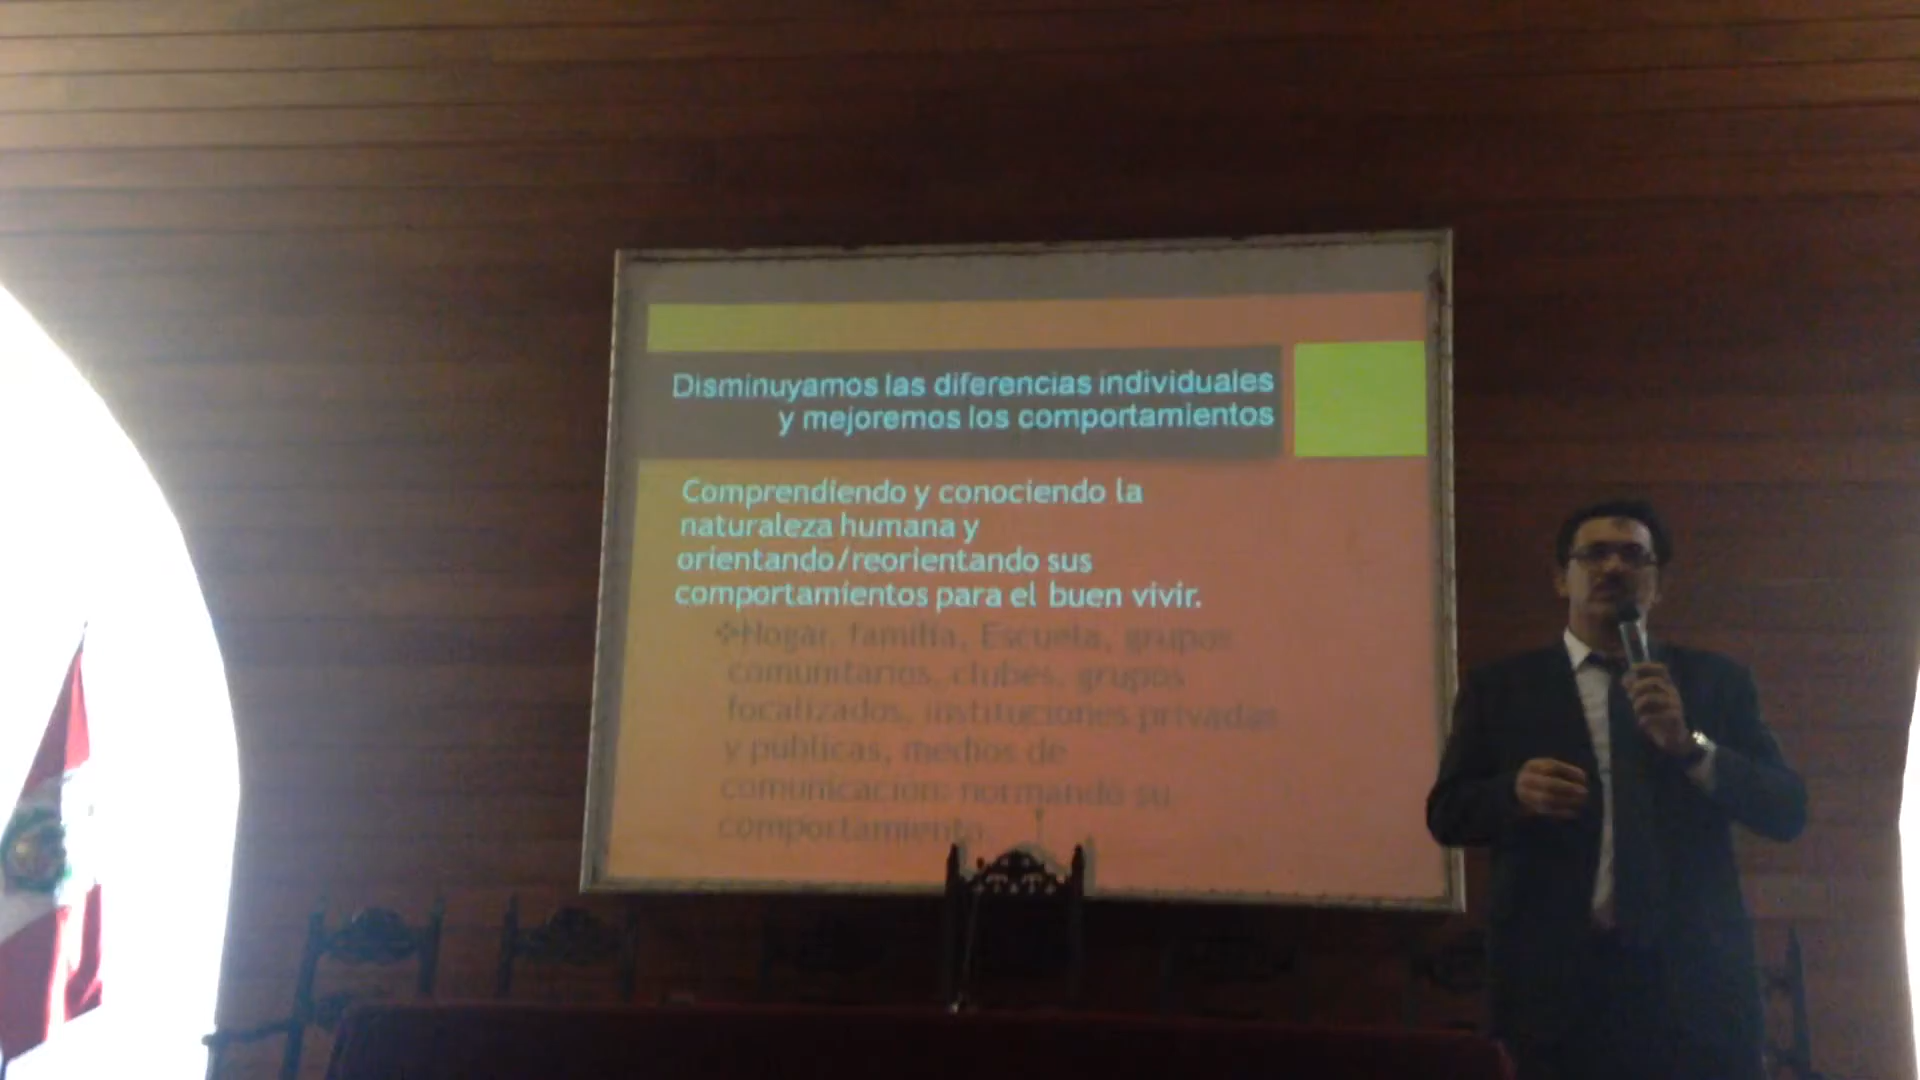 Disminuyamos las diferencias individuales
y mejoremos los comportamientos
Comprendiendo y conociendo la
naturaleza humana y
orientando/reorientando sus
comportamientos para el buen vivir.
❖Hogar, familia, Escuela, grupos
comunitarios, clubes, grupos
focalizados, instituciones privadas
y publicas, medios de
comunicación: normando su
comportamiento.